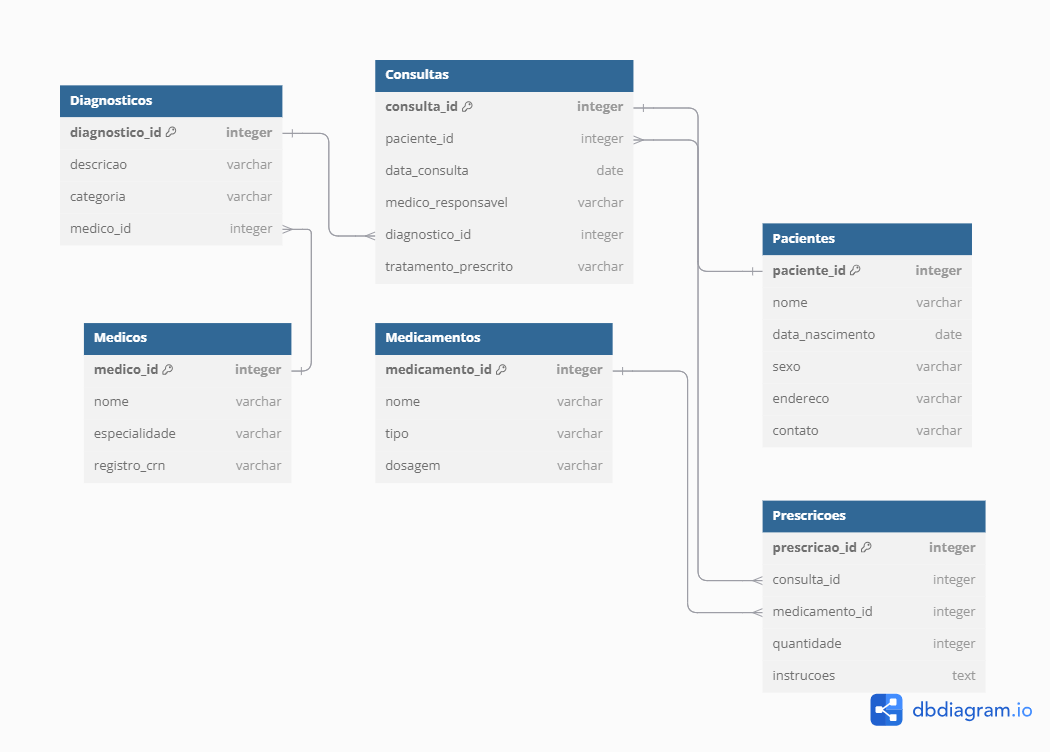 Diagnosticos
diagnostico_id integer
descricao varchar
categoria varchar
medico_id integer
Consultas
consulta_id integer
paciente_id integer
data_consulta date
medico_responsavel varchar
diagnostico_id integer
tratamento_prescrito varchar
Pacientes
paciente_id integer
nome varchar
data_nascimento date
sexo varchar
endereco varchar
contato varchar
Medicos
medico_id integer
nome varchar
especialidade varchar
registro_crn varchar
Medicamentos
medicamento_id integer
nome varchar
tipo varchar
dosagem varchar
Prescricoes
prescricao_id integer
consulta_id integer
medicamento_id integer
quantidade integer
instrucoes text
dbdiagram.io